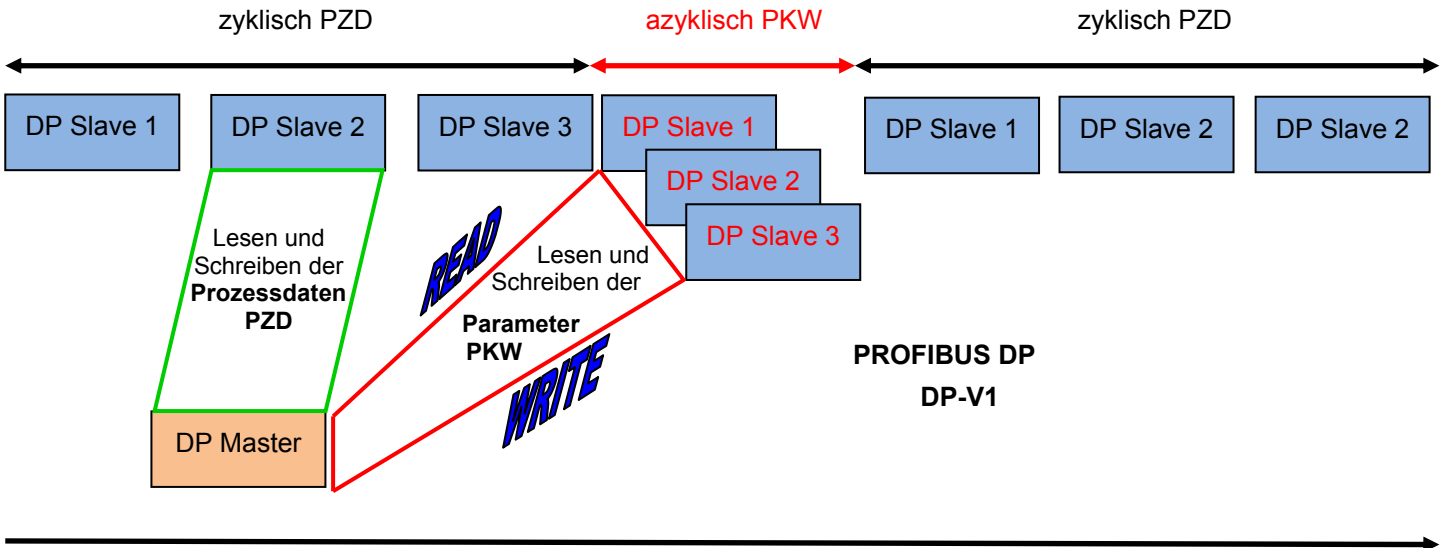 zyklisch PZD
azyklisch PKW
zyklisch PZD
DP Slave 1
DP Slave 2
DP Slave 3
DP Slave 1
DP Slave 2
DP Slave 3
DP Slave 1
DP Slave 2
DP Slave 2
Lesen und
Schreiben der
Prozessdaten
PZD
READ
Lesen und
Schreiben der
Parameter
PKW
WRITE
PROFIBUS DP
DP-V1
DP Master